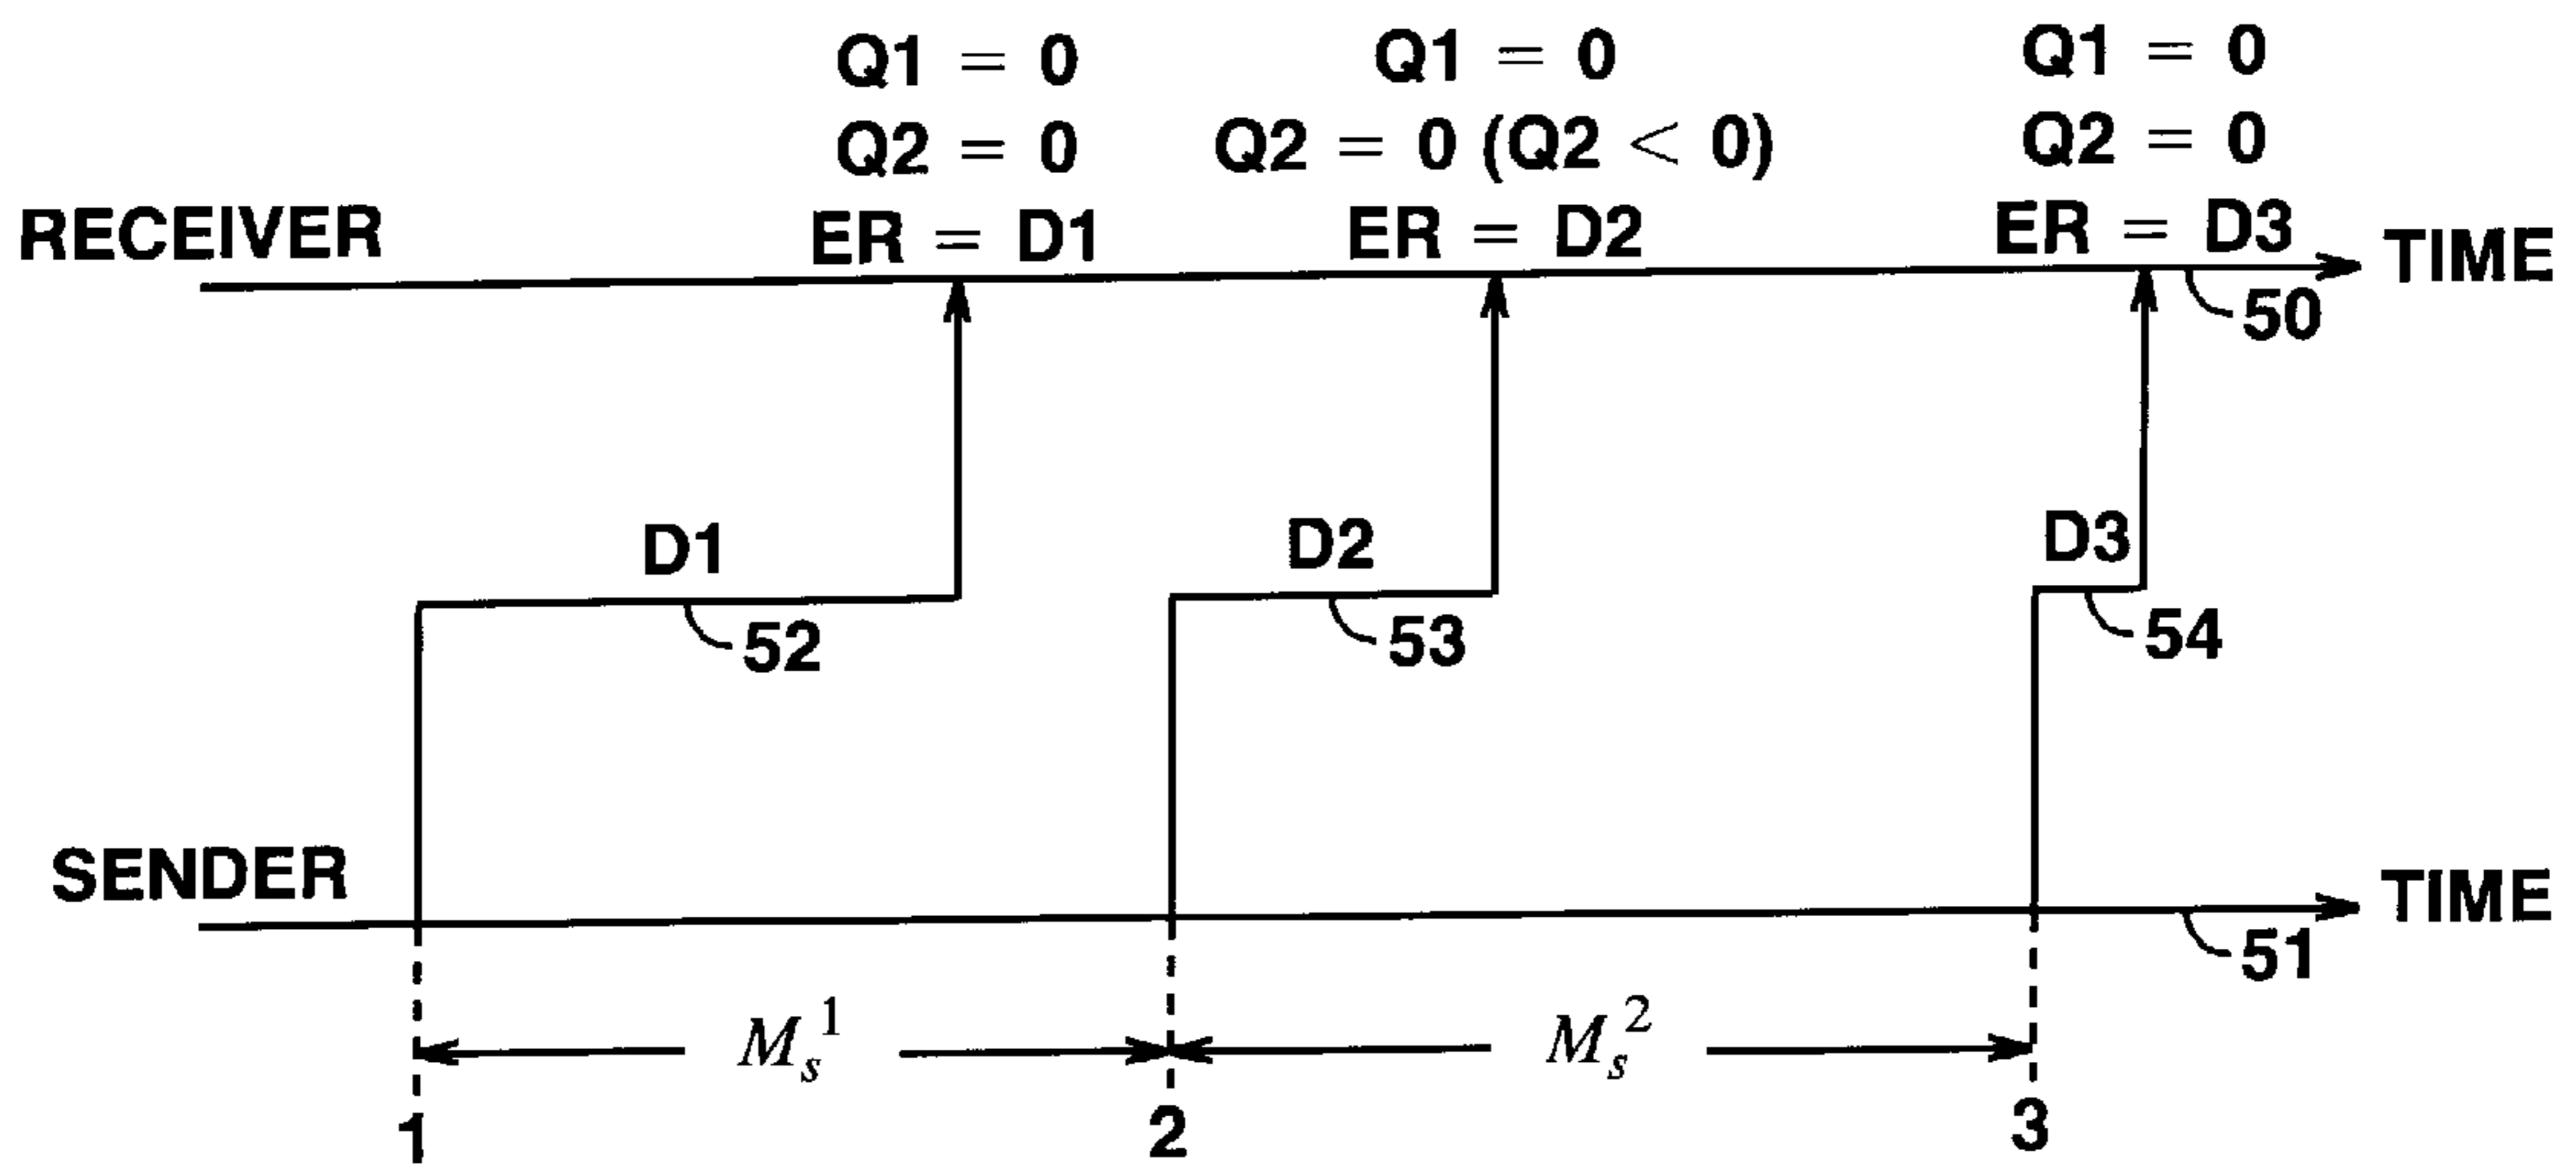 Q1 = 0 Q1 = 0 Q1 = 0
Q2 = 0 Q2 = 0 (Q2 < 0) Q2 = 0
RECEIVER ER = D1 ER = D2 ER = D3 TIME
50
D1 D2 D3
52 53 54
SENDER TIME
51
M_s^1 M_s^2
1 2 3